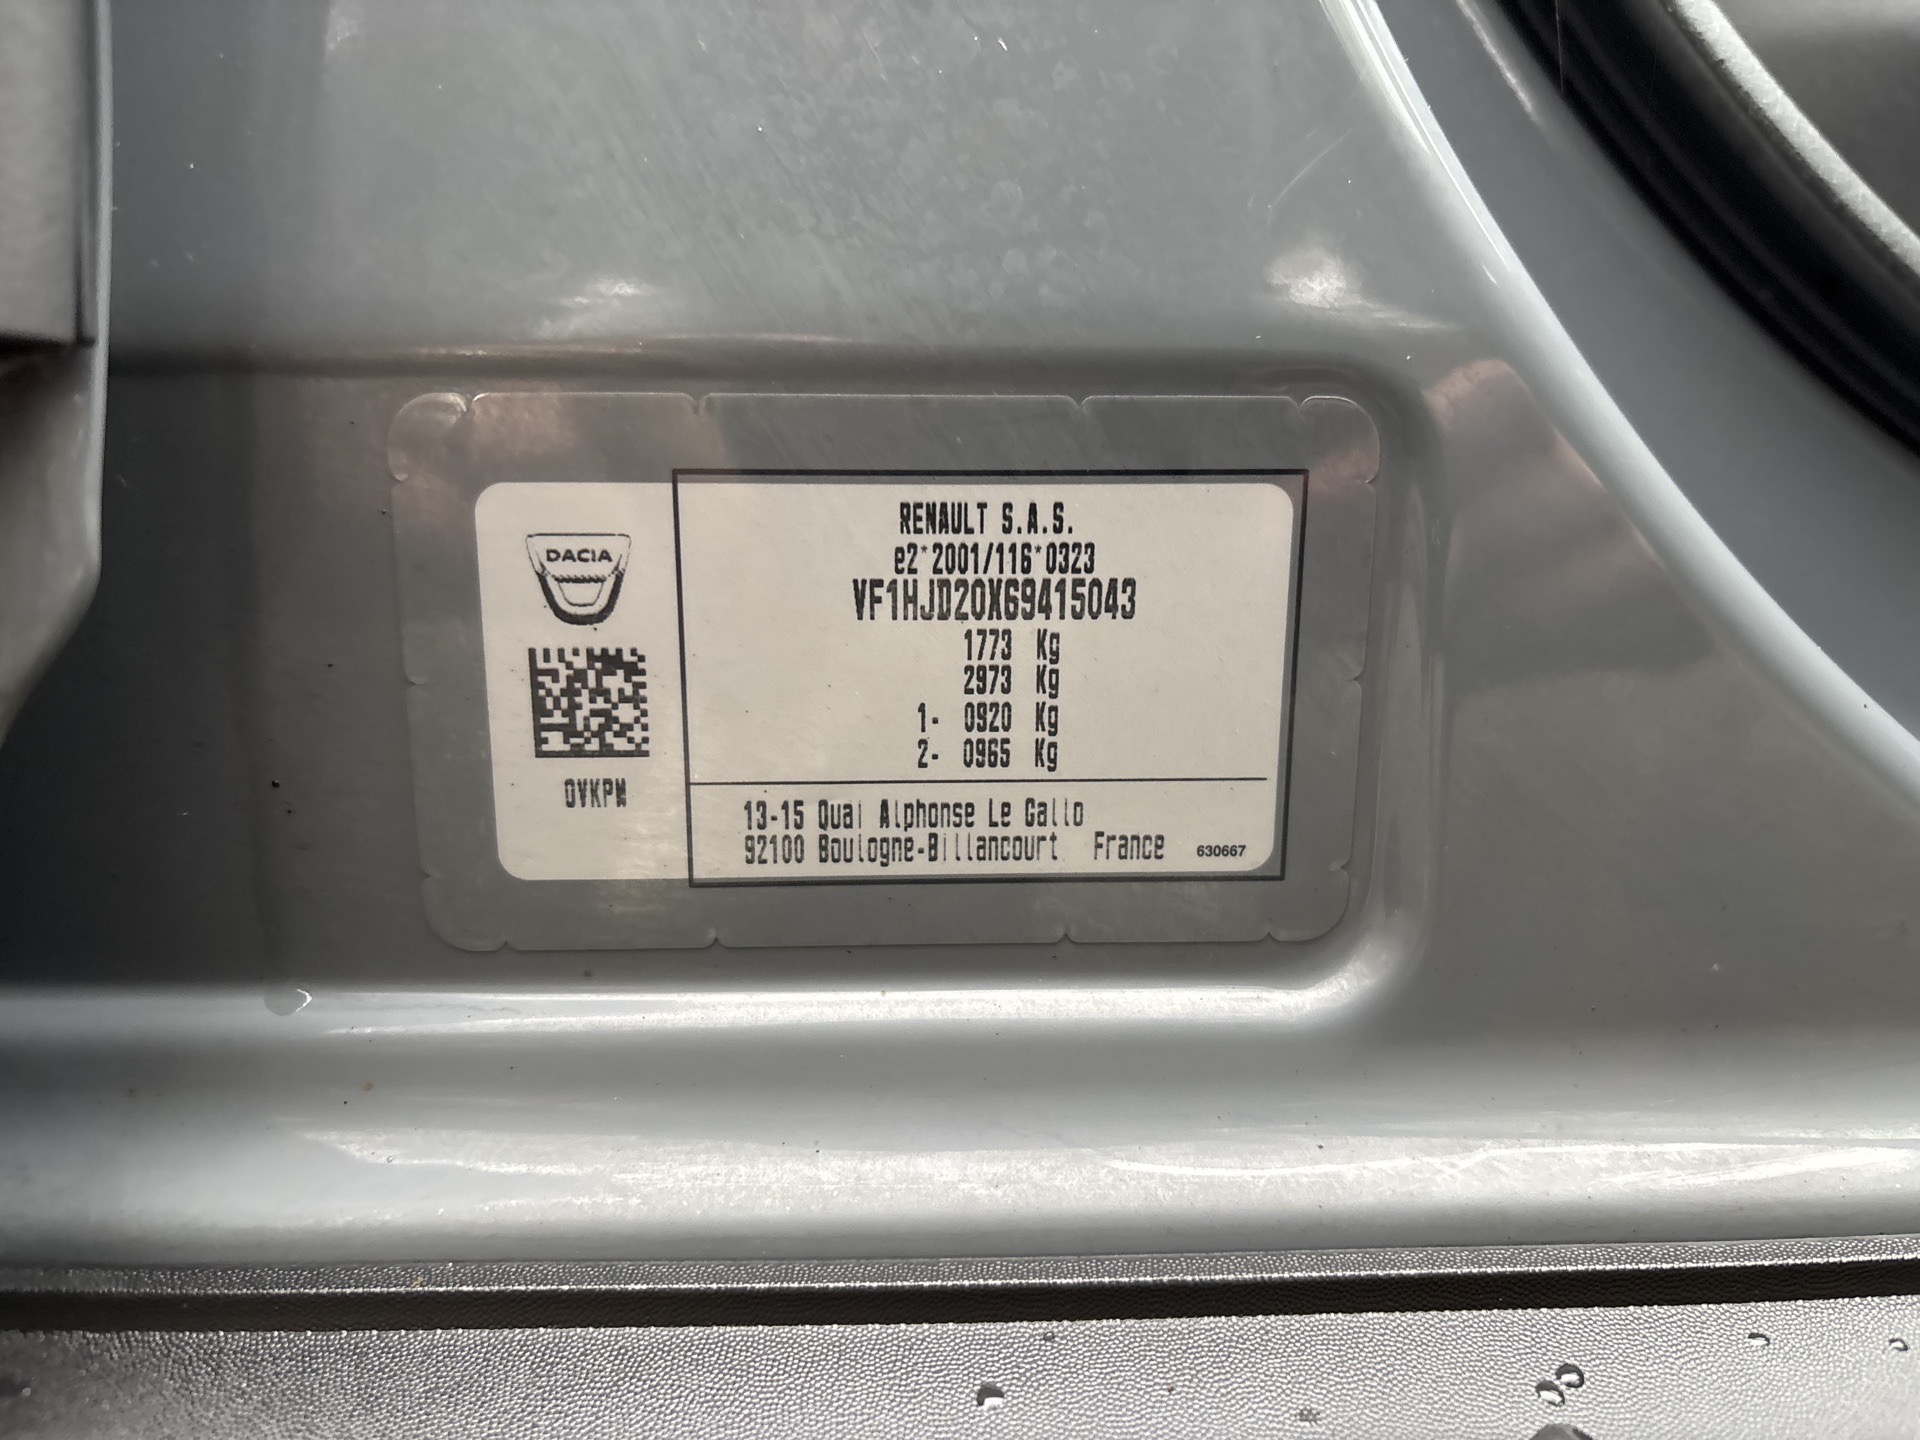 DACIA
RENAULT S.A.S.
e2*2001/116*0323
VF1HJD20X69415043
1773 Kg
2973 Kg
1- 0920 Kg
2- 0965 Kg
OVKPM
13-15 Quai Alphonse Le Gallo
92100 Boulogne-Billancourt France
630667